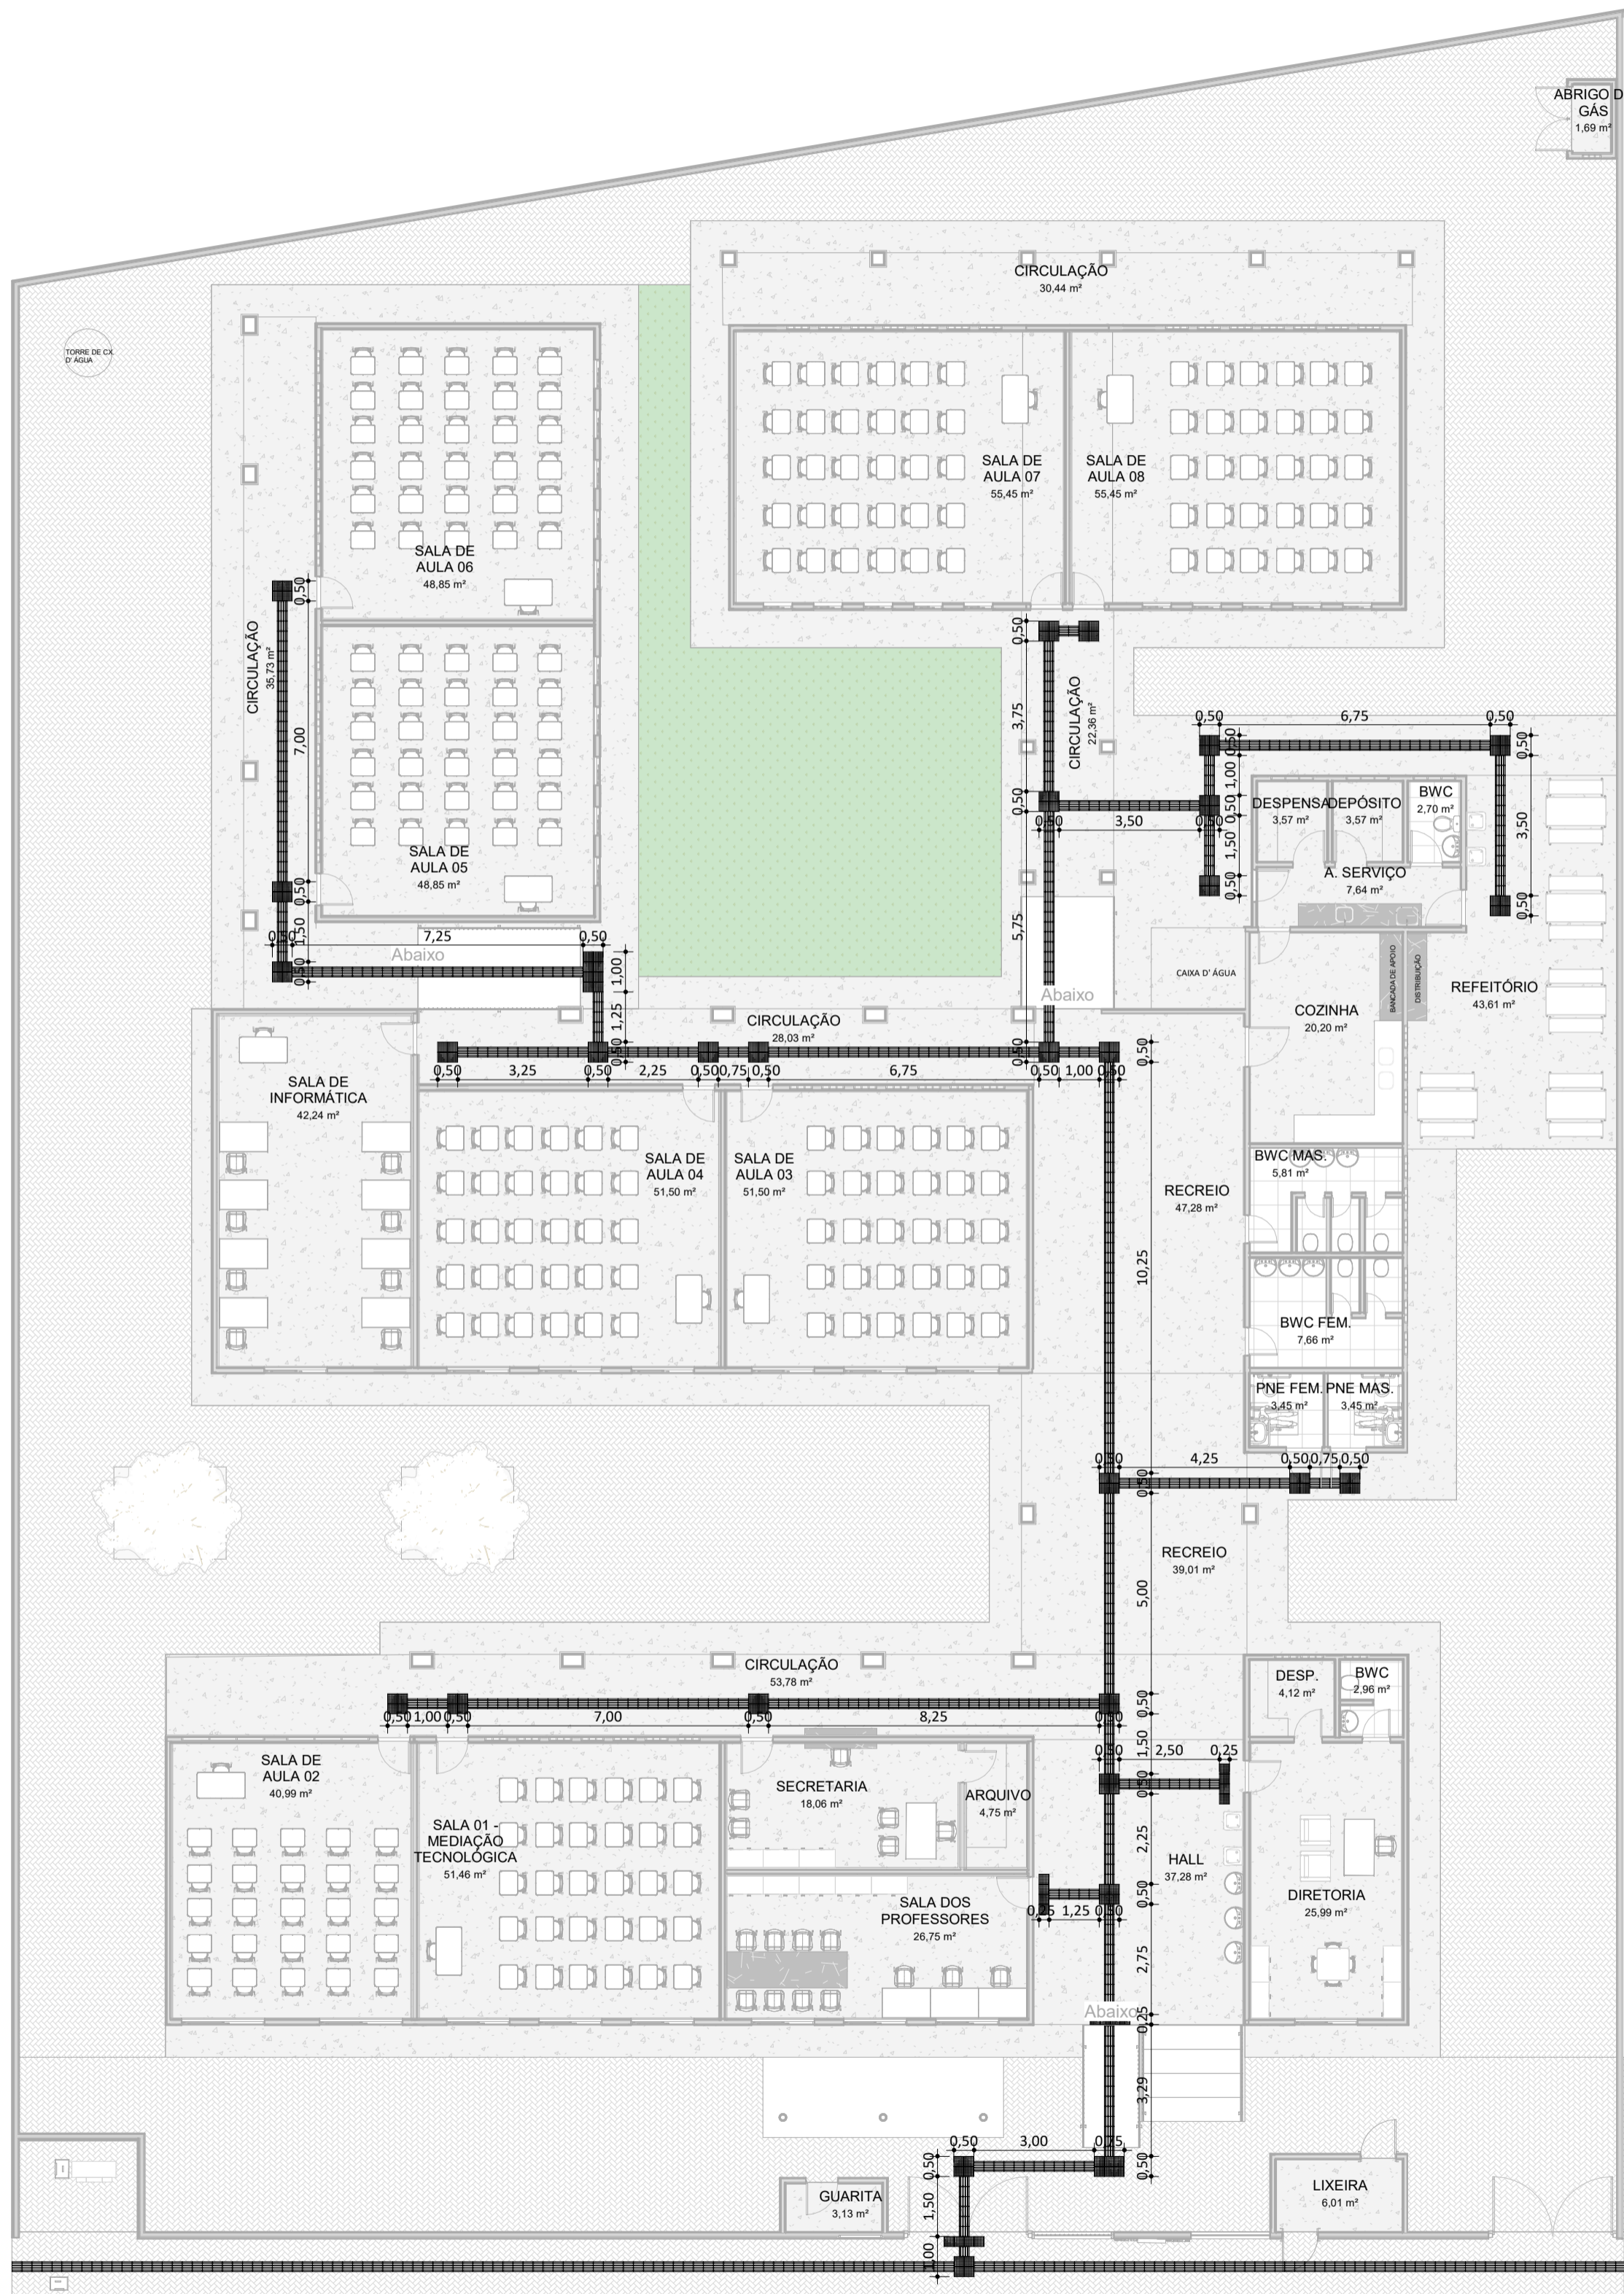 ABRIGO D
GÁS
1,69 m²
CIRCULAÇÃO
30,44 m²
TORRE DE CX.
D' ÁGUA
SALA DE
AULA 07
55,45 m²
SALA DE
AULA 08
55,45 m²
SALA DE
AULA 06
48,85 m²
0,50
CIRCULAÇÃO
35,73 m²
7,00
0,50
1,50
0,50
SALA DE
AULA 05
48,85 m²
0,50
7,25
0,50
Abaixo
1,00
1,25
0,50
0,50
3,75
CIRCULAÇÃO
22,36 m²
0,50
0,50
3,50
0,50
5,75
0,50
0,50
6,75
0,50
0,50
1,00
0,50
1,50
0,50
0,50
3,50
0,50
DESPENSA
3,57 m²
DEPÓSITO
3,57 m²
BWC
2,70 m²
A. SERVIÇO
7,64 m²
CAIXA D' ÁGUA
Abaixo
COZINHA
20,20 m²
BANCADA DE APOIO
DISTRIBUIÇÃO
REFEITÓRIO
43,61 m²
CIRCULAÇÃO
28,03 m²
0,50
3,25
0,50
2,25
0,50
0,75
0,50
6,75
0,50
1,00
0,50
0,50
SALA DE
INFORMÁTICA
42,24 m²
SALA DE
AULA 04
51,50 m²
SALA DE
AULA 03
51,50 m²
RECREIO
47,28 m²
10,25
BWC MAS.
5,81 m²
BWC FEM.
7,66 m²
PNE FEM.
3,45 m²
PNE MAS.
3,45 m²
0,50
4,25
0,50
0,75
0,50
0,50
RECREIO
39,01 m²
5,00
CIRCULAÇÃO
53,78 m²
0,50
1,00
0,50
7,00
0,50
8,25
0,50
0,50
1,50
DESP.
4,12 m²
BWC
2,96 m²
SALA DE
AULA 02
40,99 m²
SALA 01 -
MEDIAÇÃO
TECNOLÓGICA
51,46 m²
SECRETARIA
18,06 m²
ARQUIVO
4,75 m²
0,50
2,50
0,25
0,50
2,25
HALL
37,28 m²
0,50
SALA DOS
PROFESSORES
26,75 m²
0,25
1,25
0,50
DIRETORIA
25,99 m²
2,75
Abaixo
0,25
3,29
0,50
3,00
0,75
0,50
0,50
1,50
1,00
GUARITA
3,13 m²
LIXEIRA
6,01 m²